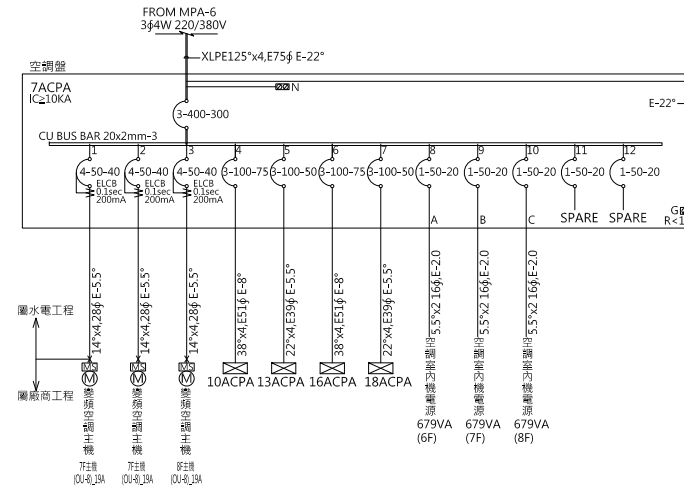 FROM MPA-6
3ϕ4W 220/380V
XLPE125°x4,E75ϕ E-22°
空調盤
7ACPA
IC≥10KA
N
E-22°
3-400-300
CU BUS BAR 20x2mm-3
1 2 3 4 5 6 7 8 9 10 11 12
4-50-40 4-50-40 4-50-40 3-100-75 3-100-50 3-100-75 3-100-50 1-50-20 1-50-20 1-50-20 1-50-20 1-50-20
ELCB ELCB ELCB
0.1sec 0.1sec 0.1sec
200mA 200mA 200mA
A B C
SPARE SPARE
G
R<1
14°x4,28ϕ E-5.5°
14°x4,28ϕ E-5.5°
14°x4,28ϕ E-5.5°
38°x4,E51ϕ E-8°
22°x4,E39ϕ E-5.5°
38°x4,E51ϕ E-8°
22°x4,E39ϕ E-5.5°
5.5°x2 16ϕ,E-2.0
5.5°x2 16ϕ,E-2.0
5.5°x2 16ϕ,E-2.0
屬水電工程
屬廠商工程
MS MS MS
M M M
10ACPA 13ACPA 16ACPA 18ACPA
變頻空調主機
變頻空調主機
變頻空調主機
空調室內機電源
空調室內機電源
空調室內機電源
679VA 679VA 679VA
(6F) (7F) (8F)
7F主機 7F主機 8F主機
(OU-8)_19A (OU-8)_19A (OU-8)_19A